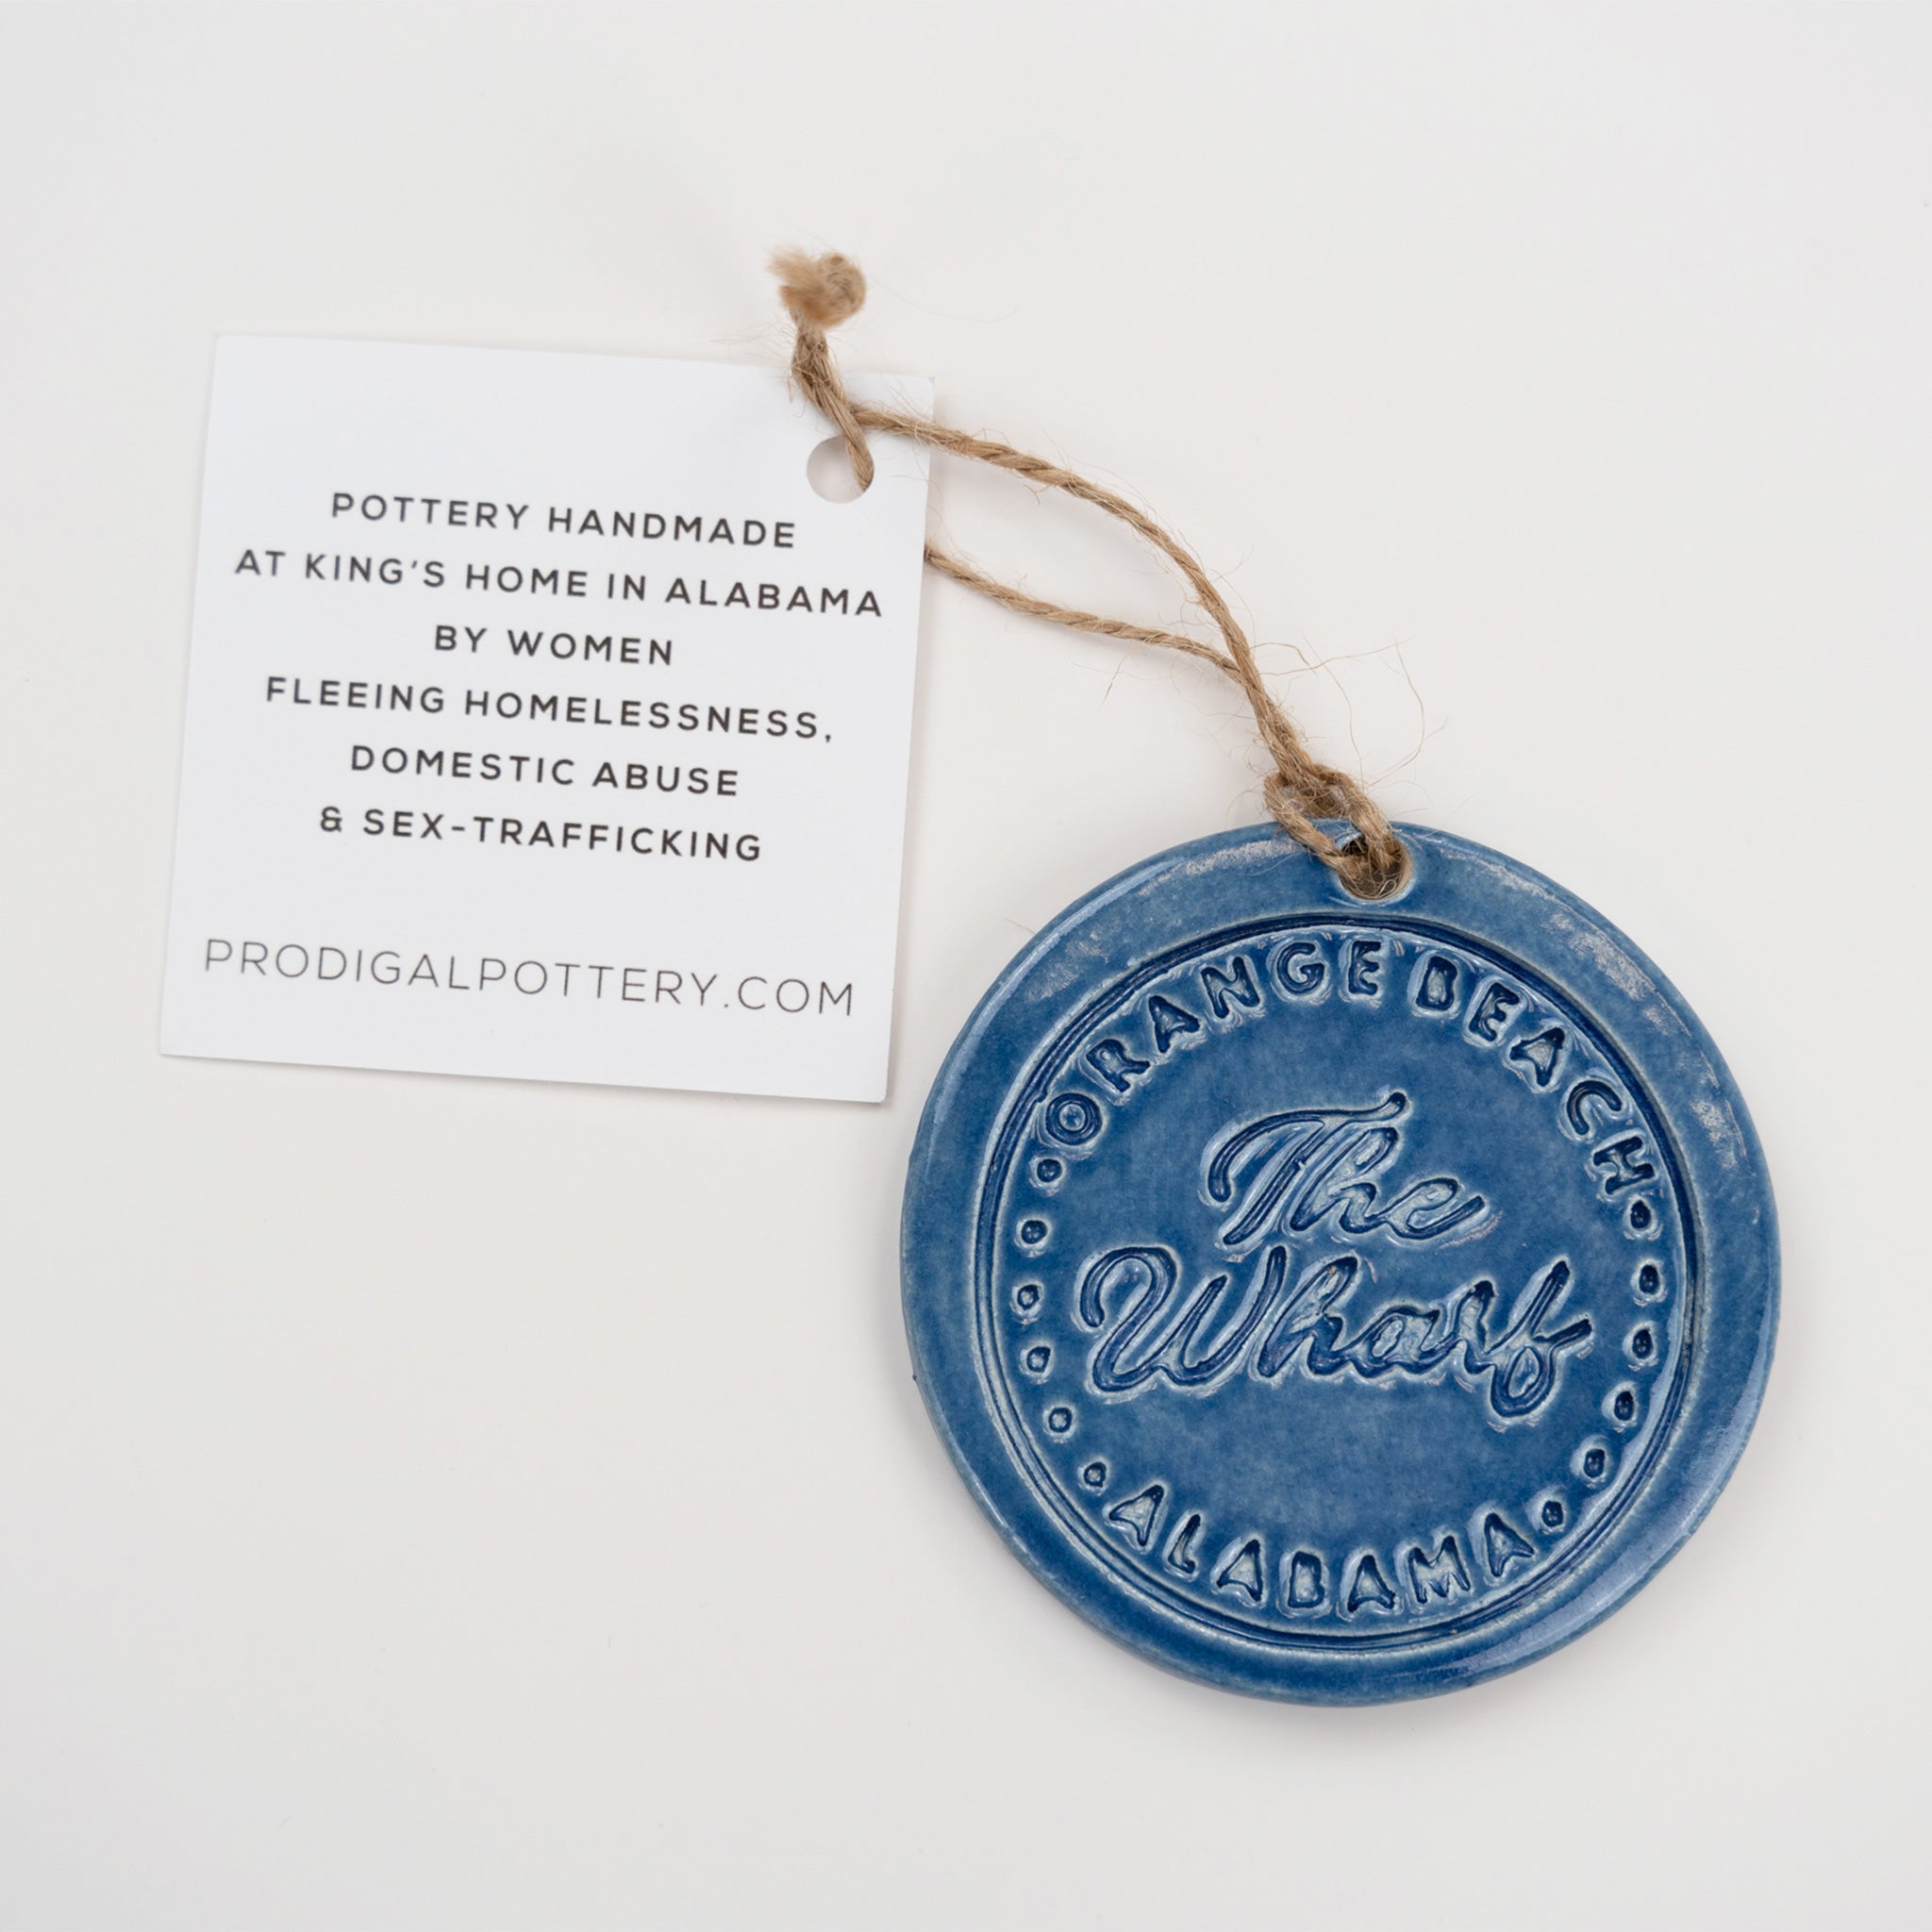 POTTERY HANDMADE
AT KING'S HOME IN ALABAMA
BY WOMEN
FLEEING HOMELESSNESS,
DOMESTIC ABUSE
& SEX-TRAFFICKING
PRODIGALPOTTERY.COM
ORANGE BEACH
The
Wharf
ALABAMA